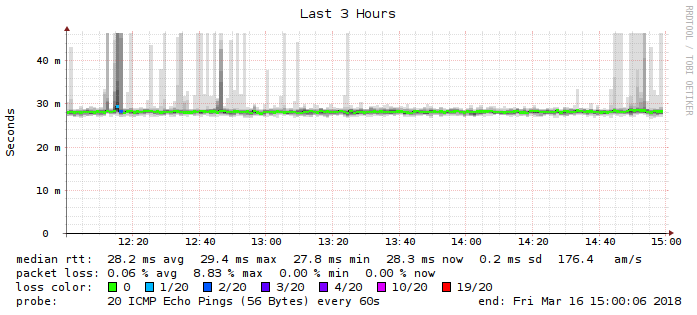 Last 3 Hours
RRDTOOL / TOBI OETIKER
Seconds
40 m
30 m
20 m
10 m
0
12:20 12:40 13:00 13:20 13:40 14:00 14:20 14:40 15:00
median rtt: 28.2 ms avg 29.4 ms max 27.8 ms min 28.3 ms now 0.2 ms sd 176.4 am/s
packet loss: 0.06 % avg 8.83 % max 0.00 % min 0.00 % now
loss color: 0 1/20 2/20 3/20 4/20 10/20 19/20
probe: 20 ICMP Echo Pings (56 Bytes) every 60s end: Fri Mar 16 15:00:06 2018